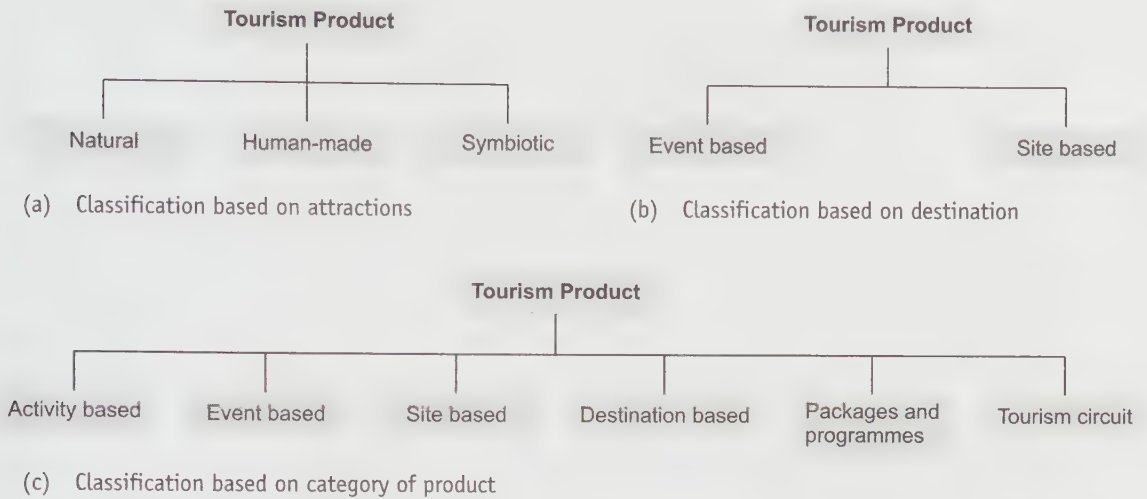 Tourism Product
Natural Human-made Symbiotic
(a) Classification based on attractions
Tourism Product
Event based Site based
(b) Classification based on destination
Tourism Product
Activity based Event based Site based Destination based Packages and programmes Tourism circuit
(c) Classification based on category of product